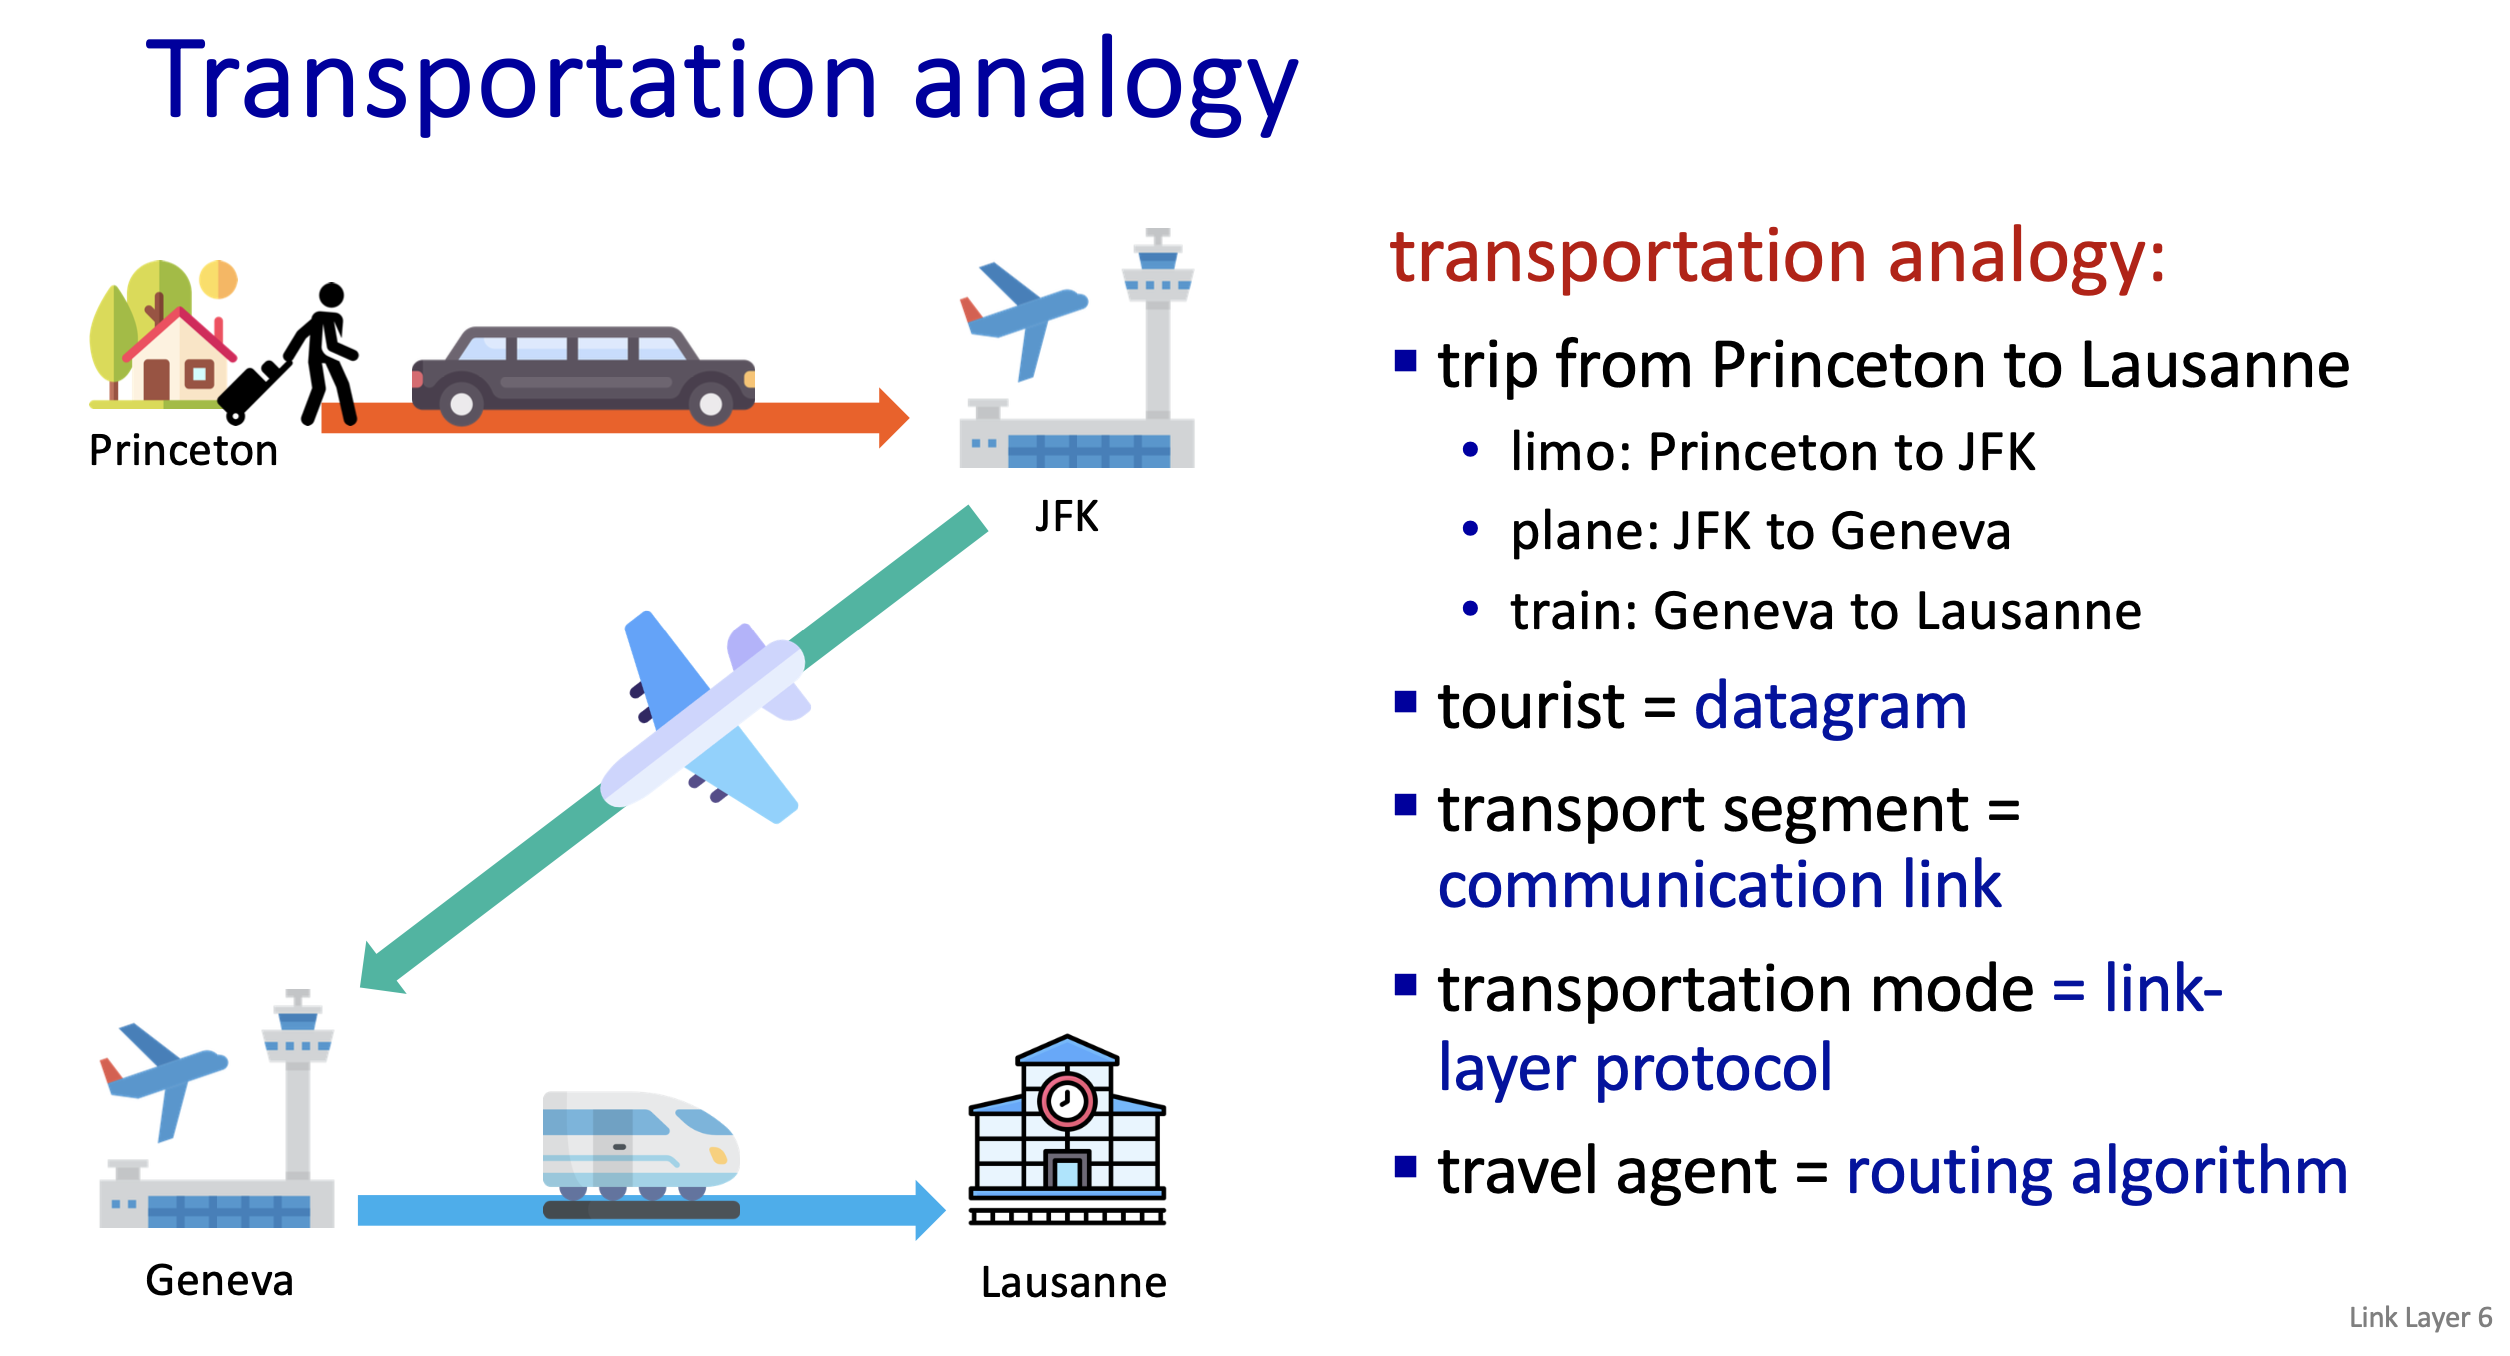 Transportation analogy
Princeton
JFK
Geneva
Lausanne
transportation analogy:
trip from Princeton to Lausanne
limo: Princeton to JFK
plane: JFK to Geneva
train: Geneva to Lausanne
tourist = datagram
transport segment =
communication link
transportation mode = link-
layer protocol
travel agent = routing algorithm
Link Layer 6